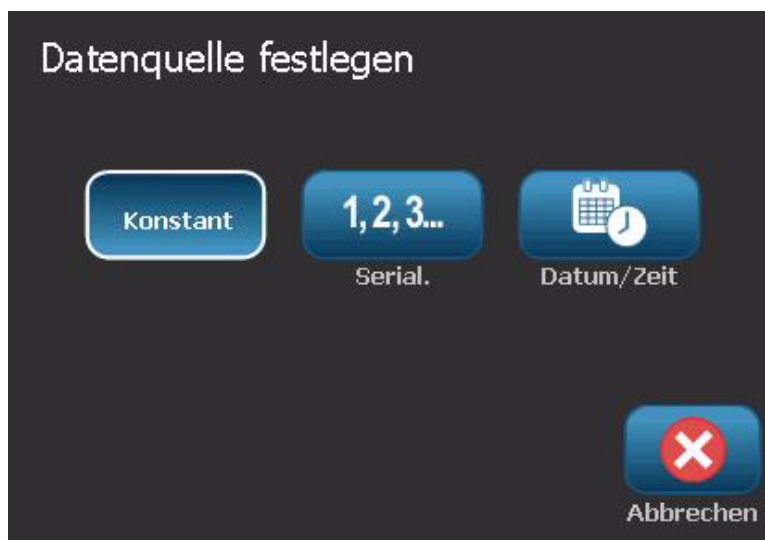 Datenquelle festlegen
Konstant
1, 2, 3...
Serial.
Datum/Zeit
Abbrechen